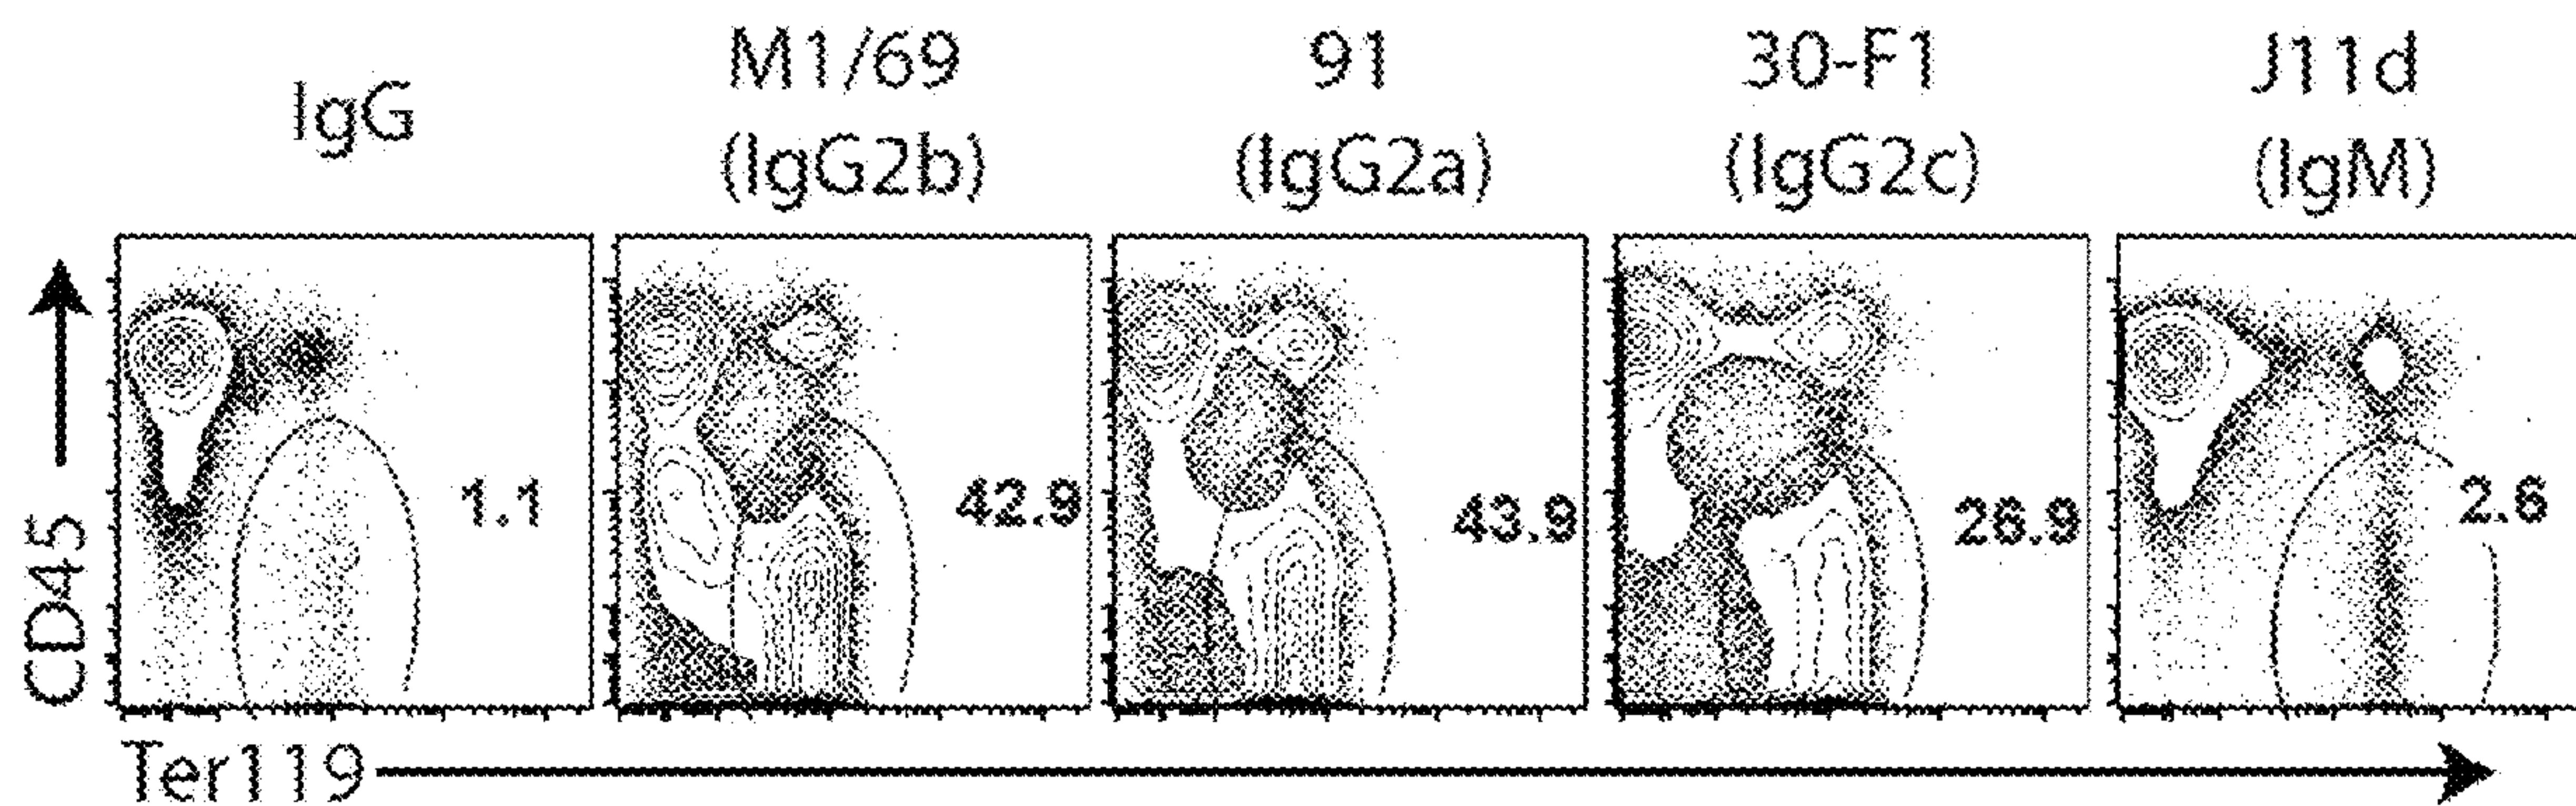 IgG
M1/69
(IgG2b)
91
(IgG2a)
30-F1
(IgG2c)
J11d
(IgM)
CD45
1.1
42.9
43.9
26.9
2.6
Ter119